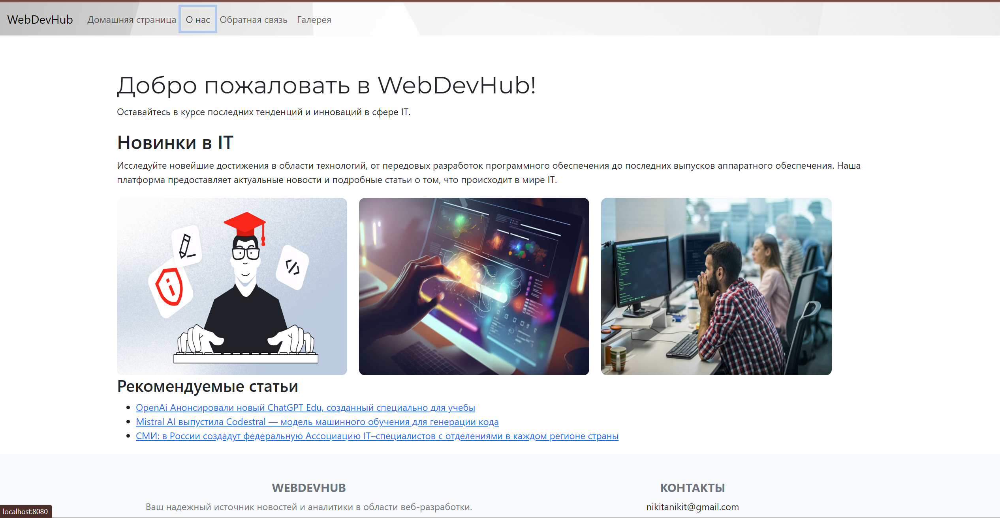 WebDevHub Домашняя страница О нас Обратная связь Галерея
Добро пожаловать в WebDevHub!
Оставайтесь в курсе последних тенденций и инноваций в сфере IT.
Новинки в IT
Исследуйте новейшие достижения в области технологий, от передовых разработок программного обеспечения до последних выпусков аппаратного обеспечения. Наша
платформа предоставляет актуальные новости и подробные статьи о том, что происходит в мире IT.
Рекомендуемые статьи
OpenAi Анонсировали новый ChatGPT Edu, созданный специально для учебы
Mistral AI выпустила Codestral — модель машинного обучения для генерации кода
СМИ: в России создадут федеральную Ассоциацию IT–специалистов с отделениями в каждом регионе страны
WEBDEVHUB
Ваш надежный источник новостей и аналитики в области веб-разработки.
КОНТАКТЫ
nikitanikit@gmail.com
localhost:8080